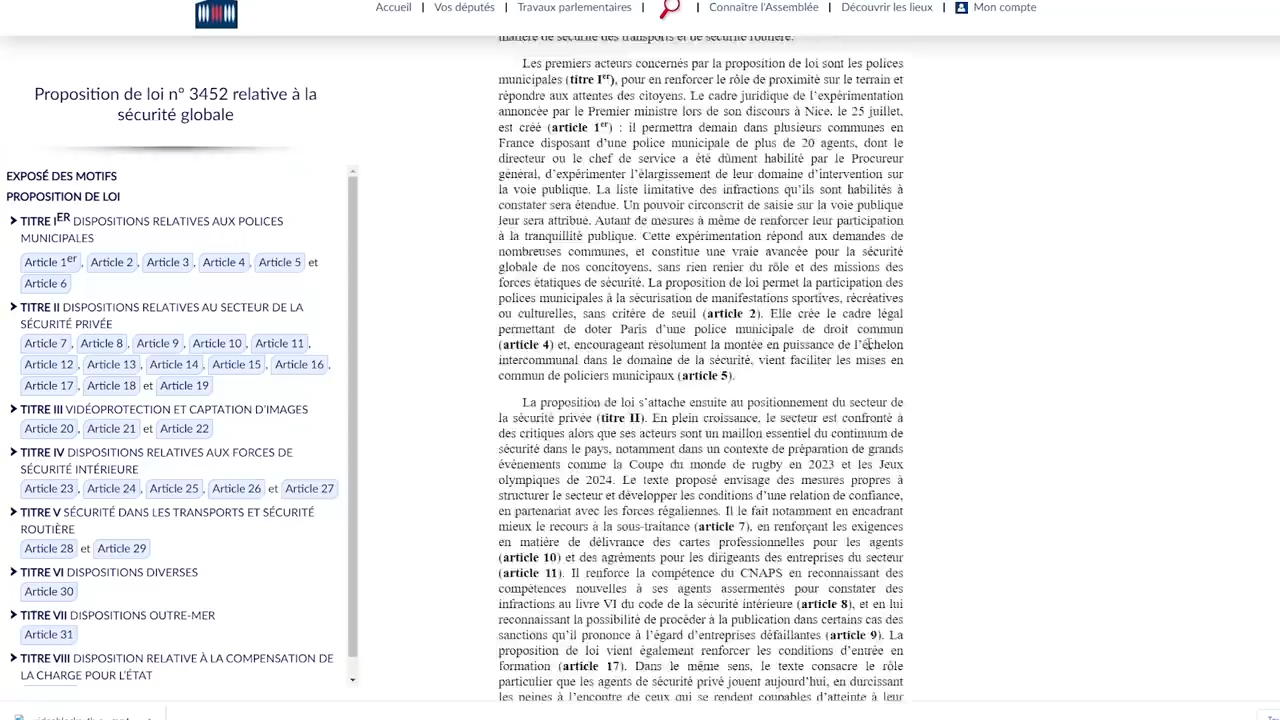 Accueil | Vos députés | Travaux parlementaires | | Connaître l'Assemblée | Découvrir les lieux | Mon compte
Proposition de loi n° 3452 relative à la
sécurité globale
EXPOSÉ DES MOTIFS
PROPOSITION DE LOI
TITRE IER DISPOSITIONS RELATIVES AUX POLICES
MUNICIPALES
Article 1er, Article 2, Article 3, Article 4, Article 5 et
Article 6
TITRE II DISPOSITIONS RELATIVES AU SECTEUR DE LA
SÉCURITÉ PRIVÉE
Article 7, Article 8, Article 9, Article 10, Article 11,
Article 12, Article 13, Article 14, Article 15, Article 16,
Article 17, Article 18 et Article 19
TITRE III VIDÉOPROTECTION ET CAPTATION D'IMAGES
Article 20, Article 21 et Article 22
TITRE IV DISPOSITIONS RELATIVES AUX FORCES DE
SÉCURITÉ INTÉRIEURE
Article 23, Article 24, Article 25, Article 26 et Article 27
TITRE V SÉCURITÉ DANS LES TRANSPORTS ET SÉCURITÉ
ROUTIÈRE
Article 28 et Article 29
TITRE VI DISPOSITIONS DIVERSES
Article 30
TITRE VII DISPOSITIONS OUTRE-MER
Article 31
TITRE VIII DISPOSITION RELATIVE À LA COMPENSATION DE
LA CHARGE POUR L'ÉTAT
matière de sécurité des transports et de sécurité routière.
Les premiers acteurs concernés par la proposition de loi sont les polices
municipales (titre Ier), pour en renforcer le rôle de proximité sur le terrain et
répondre aux attentes des citoyens. Le cadre juridique de l'expérimentation
annoncée par le Premier ministre lors de son discours à Nice, le 25 juillet,
est créé (article 1er) : il permettra demain dans plusieurs communes en
France disposant d'une police municipale de plus de 20 agents, dont le
directeur ou le chef de service a été dûment habilité par le Procureur
général, d'expérimenter l'élargissement de leur domaine d'intervention sur
la voie publique. La liste limitative des infractions qu'ils sont habilités à
constater sera étendue. Un pouvoir circonscrit de saisie sur la voie publique
leur sera attribué. Autant de mesures à même de renforcer leur participation
à la tranquillité publique. Cette expérimentation répond aux demandes de
nombreuses communes, et constitue une vraie avancée pour la sécurité
globale de nos concitoyens, sans rien renier du rôle et des missions des
forces étatiques de sécurité. La proposition de loi permet la participation des
polices municipales à la sécurisation de manifestations sportives, récréatives
ou culturelles, sans critère de seuil (article 2). Elle crée le cadre légal
permettant de doter Paris d'une police municipale de droit commun
(article 4) et, encourageant résolument la montée en puissance de l'échelon
intercommunal dans le domaine de la sécurité, vient faciliter les mises en
commun de policiers municipaux (article 5).
La proposition de loi s'attache ensuite au positionnement du secteur de
la sécurité privée (titre II). En plein croissance, le secteur est confronté à
des critiques alors que ses acteurs sont un maillon essentiel du continuum de
sécurité dans le pays, notamment dans un contexte de préparation de grands
événements comme la Coupe du monde de rugby en 2023 et les Jeux
olympiques de 2024. Le texte proposé envisage des mesures propres à
structurer le secteur et développer les conditions d'une relation de confiance,
en partenariat avec les forces régaliennes. Il le fait notamment en encadrant
mieux le recours à la sous-traitance (article 7), en renforçant les exigences
en matière de délivrance des cartes professionnelles pour les agents
(article 10) et des agréments pour les dirigeants des entreprises du secteur
(article 11). Il renforce la compétence du CNAPS en reconnaissant des
compétences nouvelles à ses agents assermentés pour constater des
infractions au livre VI du code de la sécurité intérieure (article 8), et en lui
reconnaissant la possibilité de procéder à la publication dans certains cas des
sanctions qu'il prononce à l'égard d'entreprises défaillantes (article 9). La
proposition de loi vient également renforcer les conditions d'entrée en
formation (article 17). Dans le même sens, le texte consacre le rôle
particulier que les agents de sécurité privé jouent aujourd'hui, en durcissant
les peines à l'encontre de ceux qui se rendent coupables d'atteinte à leur